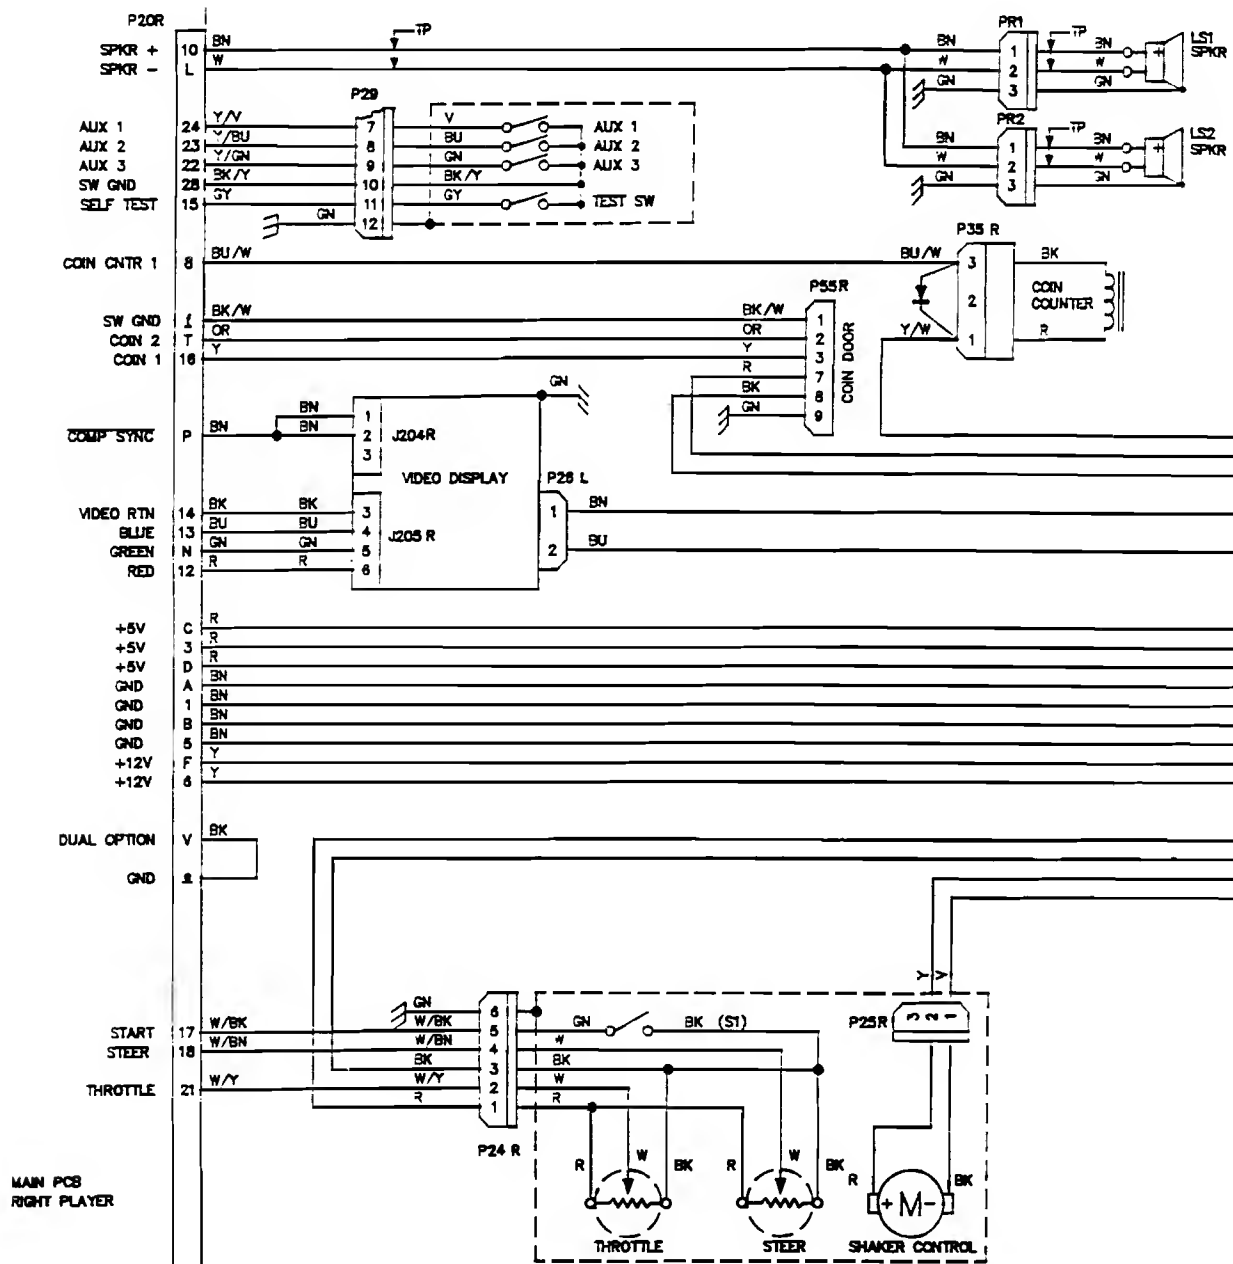 P20R
SPKR + 10 BN TP BN PR1 1 TP BN + LS1 SPKR
SPKR - L W W 2 W
GN 3 GN
P29
AUX 1 24 Y/V 7 V AUX 1
AUX 2 23 Y/BU 8 BU AUX 2
AUX 3 22 Y/GN 9 GN AUX 3
SW GND 28 BK/Y 10 BK/Y
SELF TEST 15 GY 11 GY TEST SW
GN 12
PR2
BN 1 TP BN + LS2 SPKR
W 2 W
GN 3 GN
P35 R
COIN CNTR 1 8 BU/W BU/W 3 BK
2 COIN COUNTER
Y/W 1 R
P55R
SW GND BK/W BK/W 1
COIN 2 T OR OR 2
COIN 1 16 Y Y 3
R 7
BK 8
GN 9
COIN DOOR
GN
BN 1
COMP SYNC P BN BN 2 J204R
3
VIDEO DISPLAY
P26 L
1 BN
2 BU
VIDEO RTN 14 BK BK 3
BLUE 13 BU BU 4 J205 R
GREEN N GN GN 5
RED 12 R R 6
+5V C R
+5V 3 R
+5V D R
GND A BN
GND 1 BN
GND B BN
GND 5 BN
+12V F Y
+12V 6 Y
DUAL OPTION V BK
GND
Y V
P25R 3 2 1
GN 6
START 17 W/BK W/BK 5 GN BK (S1)
STEER 18 W/BN W/BN 4 W
BK 3 BK
THROTTLE 21 W/Y W/Y 2 W
R 1 R
P24 R
R W BK R W BK R BK
+M-
THROTTLE STEER SHAKER CONTROL
MAIN PCB
RIGHT PLAYER